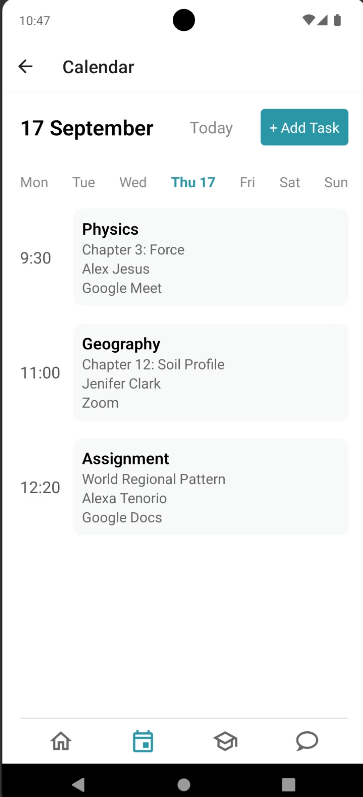 10:47
Calendar
17 September
Today
+ Add Task
Mon Tue Wed Thu 17 Fri Sat Sun
9:30
Physics
Chapter 3: Force
Alex Jesus
Google Meet
11:00
Geography
Chapter 12: Soil Profile
Jenifer Clark
Zoom
12:20
Assignment
World Regional Pattern
Alexa Tenorio
Google Docs